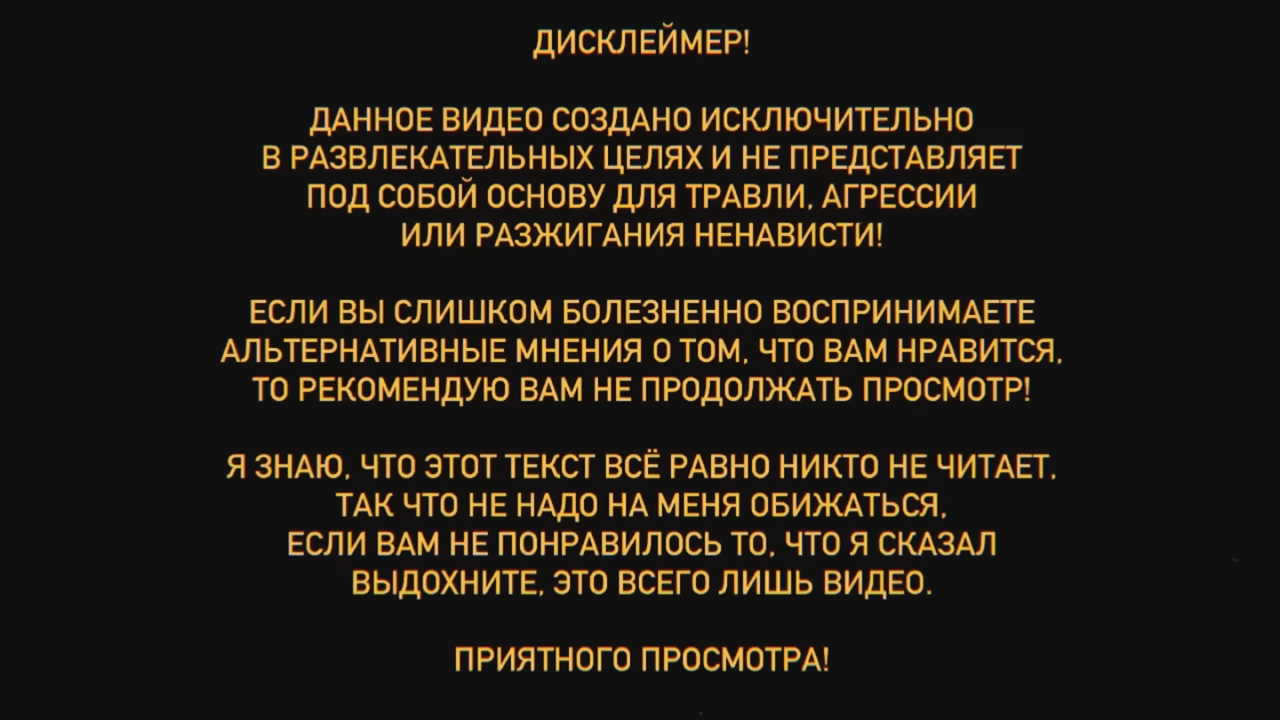 ДИСКЛЕЙМЕР!
ДАННОЕ ВИДЕО СОЗДАНО ИСКЛЮЧИТЕЛЬНО
В РАЗВЛЕКАТЕЛЬНЫХ ЦЕЛЯХ И НЕ ПРЕДСТАВЛЯЕТ
ПОД СОБОЙ ОСНОВУ ДЛЯ ТРАВЛИ, АГРЕССИИ
ИЛИ РАЗЖИГАНИЯ НЕНАВИСТИ!
ЕСЛИ ВЫ СЛИШКОМ БОЛЕЗНЕННО ВОСПРИНИМАЕТЕ
АЛЬТЕРНАТИВНЫЕ МНЕНИЯ О ТОМ, ЧТО ВАМ НРАВИТСЯ,
ТО РЕКОМЕНДУЮ ВАМ НЕ ПРОДОЛЖАТЬ ПРОСМОТР!
Я ЗНАЮ, ЧТО ЭТОТ ТЕКСТ ВСЁ РАВНО НИКТО НЕ ЧИТАЕТ,
ТАК ЧТО НЕ НАДО НА МЕНЯ ОБИЖАТЬСЯ,
ЕСЛИ ВАМ НЕ ПОНРАВИЛОСЬ ТО, ЧТО Я СКАЗАЛ
ВЫДОХНИТЕ, ЭТО ВСЕГО ЛИШЬ ВИДЕО.
ПРИЯТНОГО ПРОСМОТРА!